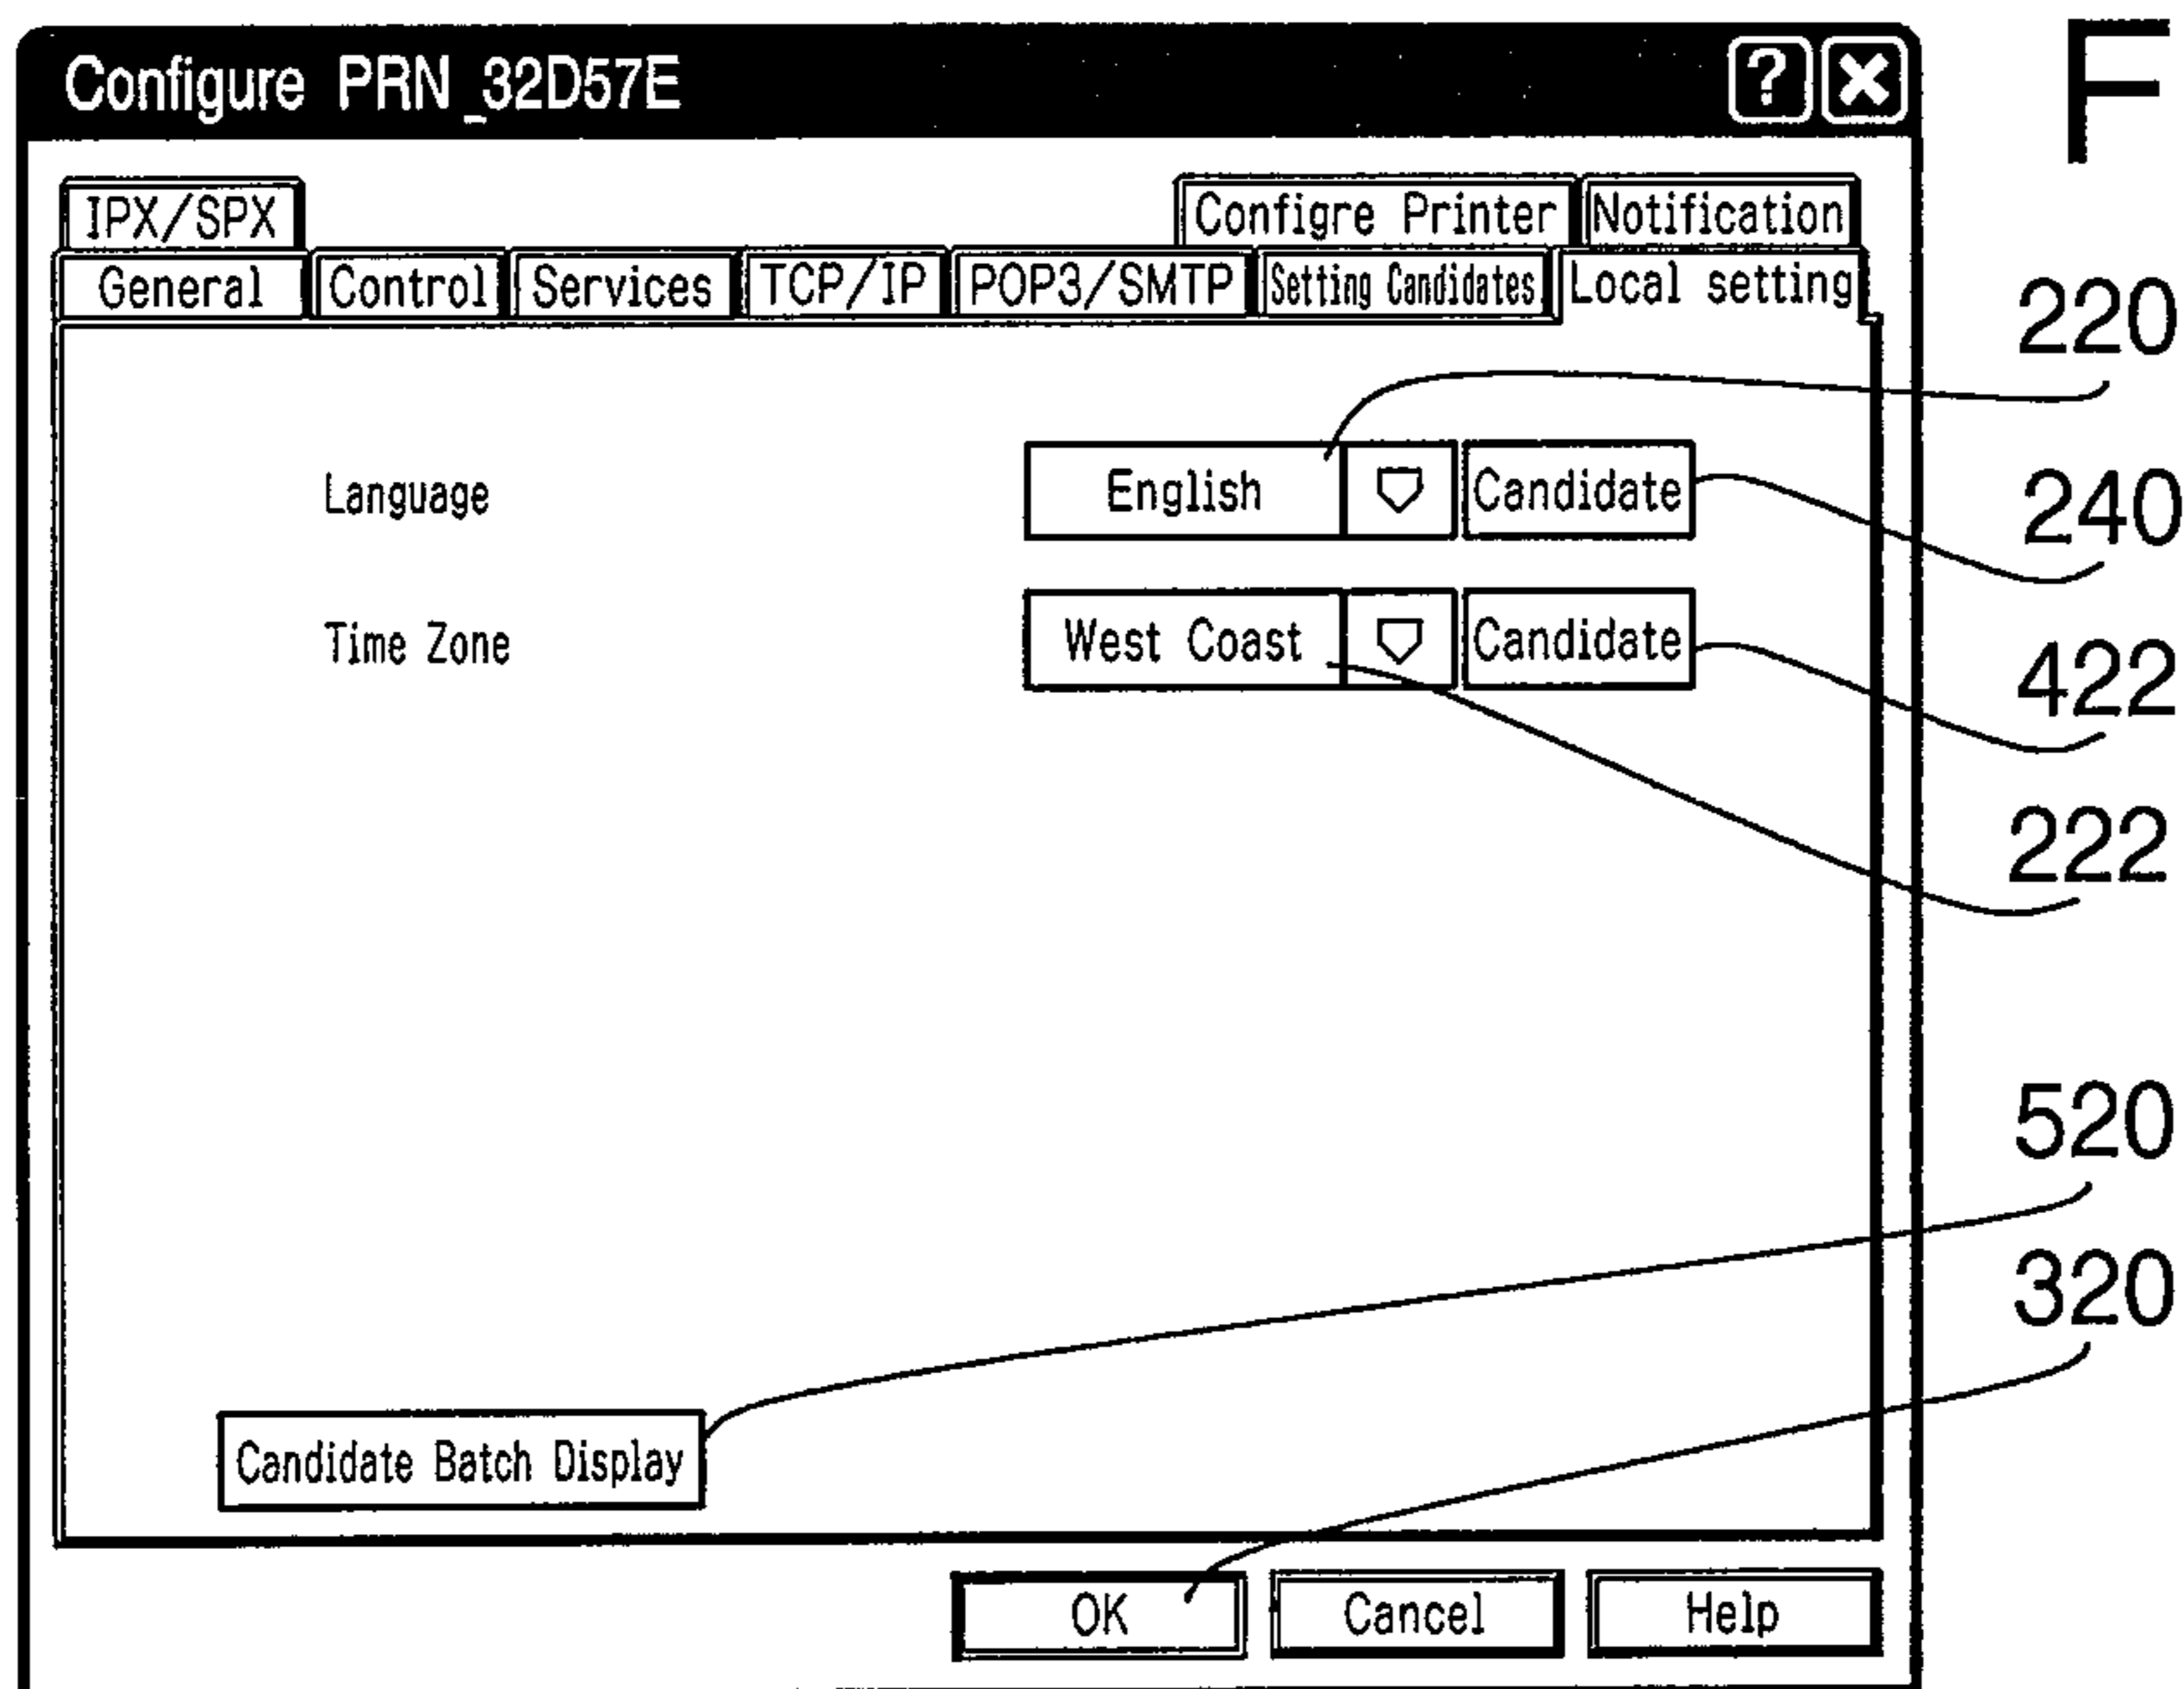 Configure PRN_32D57E ? F
IPX/SPX Configre Printer Notification
General Control Services TCP/IP POP3/SMTP Setting Candidates Local setting
220
Language English Candidate 240
Time Zone West Coast Candidate 422
222
520
320
Candidate Batch Display
OK Cancel Help